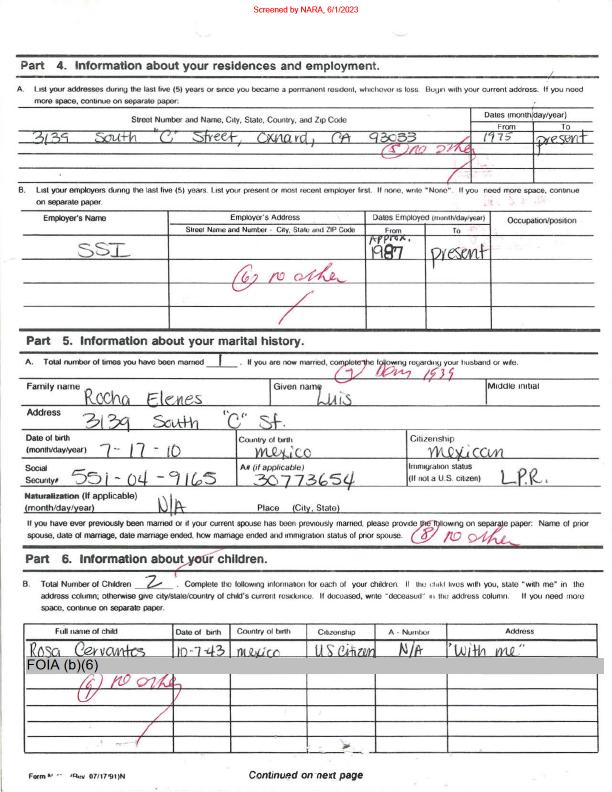 Screened by NARA, 6/1/2023
Part 4. Information about your residences and employment.
A. List your addresses during the last five (5) years or since you became a permanent resident, whichever is less. Begin with your current address. If you need
more space, continue on separate paper:
Street Number and Name, City, State, Country, and Zip Code
Dates (month/day/year)
From To
3139 South "C" Street, Oxnard, CA 93033 1975 present
(5) no other
B. List your employers during the last five (5) years. List your present or most recent employer first. If none, write "None". If you need more space, continue
on separate paper.
Employer's Name Employer's Address Dates Employed (month/day/year) Occupation/position
Street Name and Number - City, State and ZIP Code From To
SSI Approx. 1987 present
(6) no other
Part 5. Information about your marital history.
A. Total number of times you have been married 1 . If you are now married, complete the following regarding your husband or wife.
(7) 1939
Family name Rocha Elenes Given name Luis Middle initial
Address 3139 South "C" St.
Date of birth (month/day/year) 7-17-10 Country of birth mexico Citizenship mexican
Social Security# 551-04-9165 A# (if applicable) 30773654 Immigration status (If not a U.S. citizen) L.P.R.
Naturalization (If applicable)
(month/day/year) N/A Place (City, State)
If you have ever previously been married or if your current spouse has been previously married, please provide the following on separate paper: Name of prior
spouse, date of marriage, date marriage ended, how marriage ended and immigration status of prior spouse. (8) no other
Part 6. Information about your children.
B. Total Number of Children 2 . Complete the following information for each of your children. If the child lives with you, state "with me" in the
address column; otherwise give city/state/country of child's current residence. If deceased, write "deceased" in the address column. If you need more
space, continue on separate paper.
Full name of child Date of birth Country of birth Citizenship A - Number Address
Rosa Cervantes 10-7-43 mexico US Citizen N/A "With me"
FOIA (b)(6)
(9) no other
Form (Rev 07/17/91)N Continued on next page